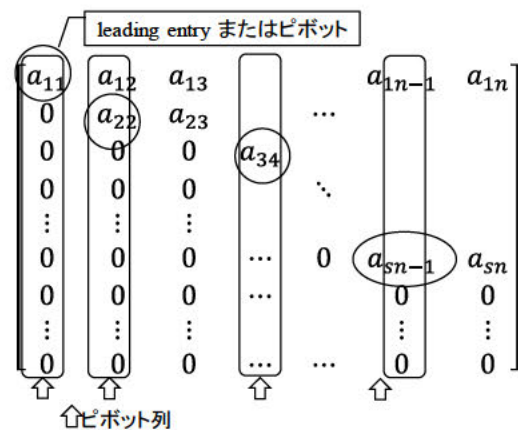 leading entry またはピボット
a₁₁ a₁₂ a₁₃ a₁ₙ₋₁ a₁ₙ
0 a₂₂ a₂₃ ⋯
0 0 0 a₃₄
0 0 0 ⋱
⋮ ⋮ ⋮
0 0 0 ⋯ 0 aₛₙ₋₁ aₛₙ
0 0 0 ⋯ 0 0
⋮ ⋮ ⋮ ⋮ ⋮
0 0 0 ⋯ ⋯ 0 0
⇧ ⇧ ⇧ ⇧
⇧ピボット列